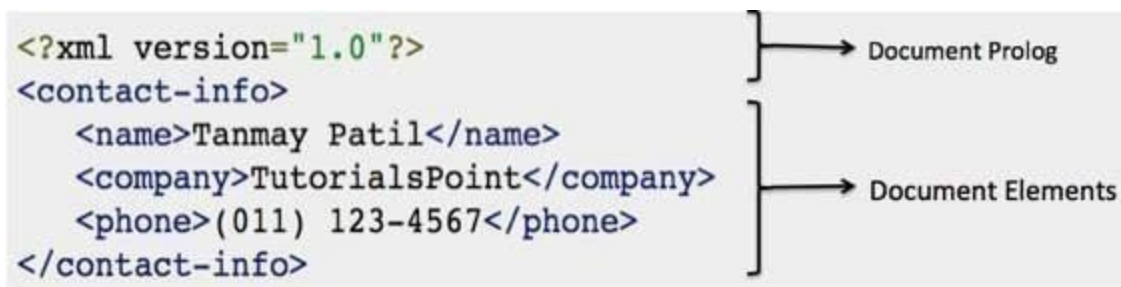 <?xml version="1.0"?>
Document Prolog
<contact-info>
<name>Tanmay Patil</name>
<company>TutorialsPoint</company>
Document Elements
<phone>(011) 123-4567</phone>
</contact-info>